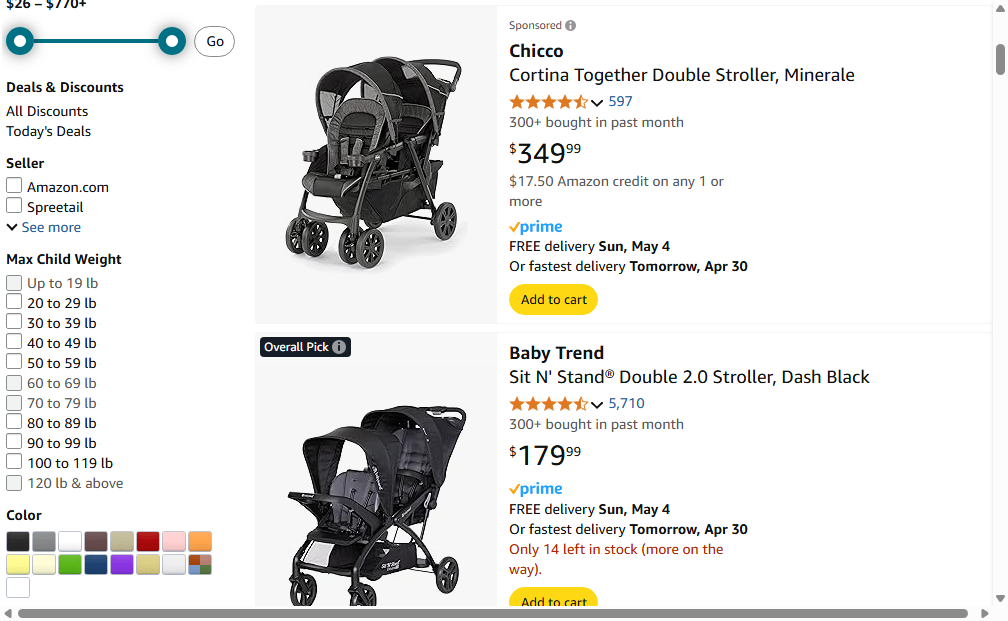 $26 – $770+
Go
Deals & Discounts
All Discounts
Today's Deals
Seller
Amazon.com
Spreetail
See more
Max Child Weight
Up to 19 lb
20 to 29 lb
30 to 39 lb
40 to 49 lb
50 to 59 lb
60 to 69 lb
70 to 79 lb
80 to 89 lb
90 to 99 lb
100 to 119 lb
120 lb & above
Color
Sponsored
Chicco
Cortina Together Double Stroller, Minerale
597
300+ bought in past month
$349.99
$17.50 Amazon credit on any 1 or
more
prime
FREE delivery Sun, May 4
Or fastest delivery Tomorrow, Apr 30
Add to cart
Overall Pick
Baby Trend
Sit N' Stand® Double 2.0 Stroller, Dash Black
5,710
300+ bought in past month
$179.99
prime
FREE delivery Sun, May 4
Or fastest delivery Tomorrow, Apr 30
Only 14 left in stock (more on the
way).
Add to cart